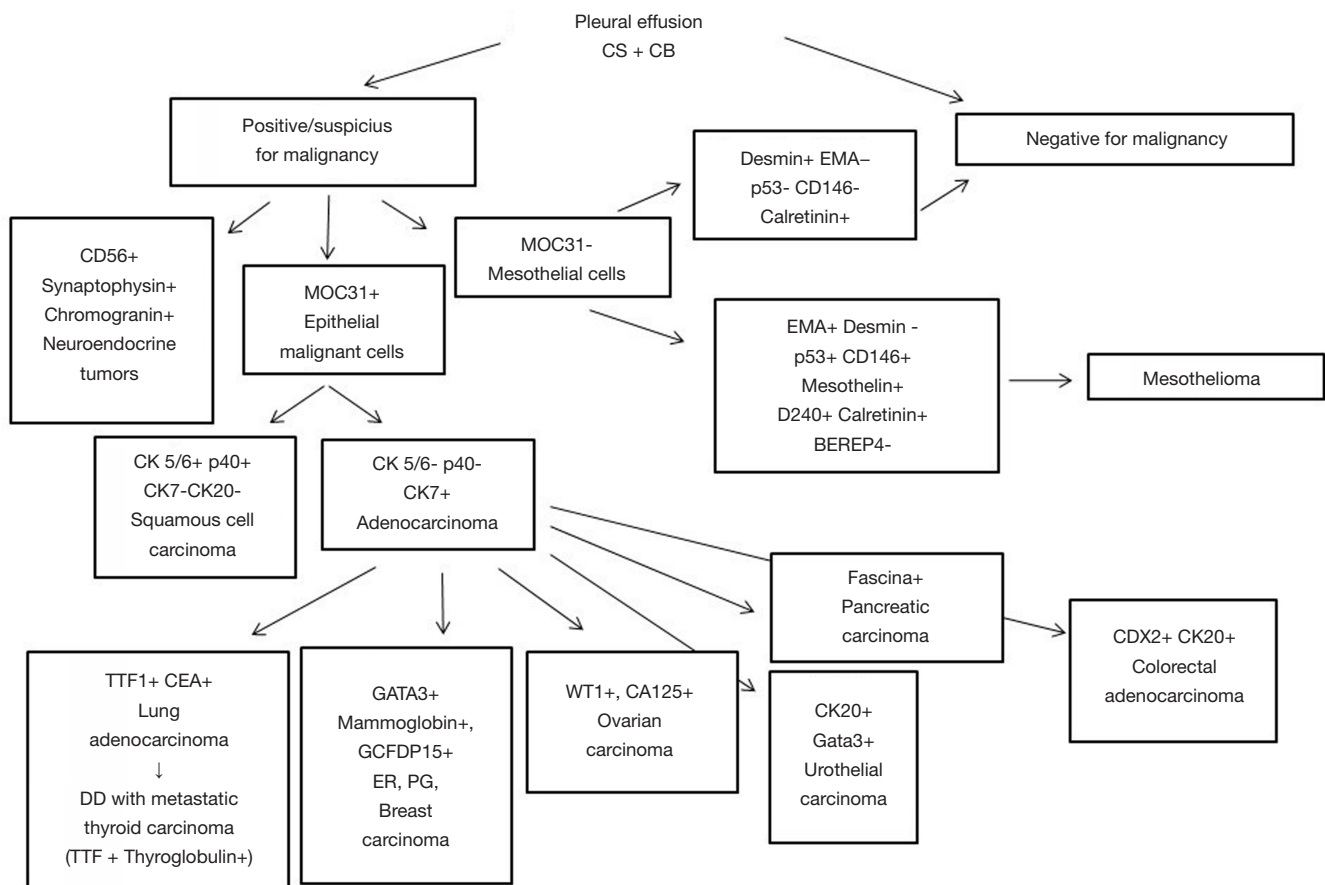 Pleural effusion
CS + CB
Positive/suspicius
for malignancy
Negative for malignancy
Desmin+ EMA–
p53- CD146-
Calretinin+
CD56+
Synaptophysin+
Chromogranin+
Neuroendocrine
tumors
MOC31+
Epithelial
malignant cells
MOC31-
Mesothelial cells
EMA+ Desmin -
p53+ CD146+
Mesothelin+
D240+ Calretinin+
BEREP4-
Mesothelioma
CK 5/6+ p40+
CK7-CK20-
Squamous cell
carcinoma
CK 5/6- p40-
CK7+
Adenocarcinoma
Fascina+
Pancreatic
carcinoma
CDX2+ CK20+
Colorectal
adenocarcinoma
TTF1+ CEA+
Lung
adenocarcinoma
↓
DD with metastatic
thyroid carcinoma
(TTF + Thyroglobulin+)
GATA3+
Mammoglobin+,
GCFDP15+
ER, PG,
Breast
carcinoma
WT1+, CA125+
Ovarian
carcinoma
CK20+
Gata3+
Urothelial
carcinoma